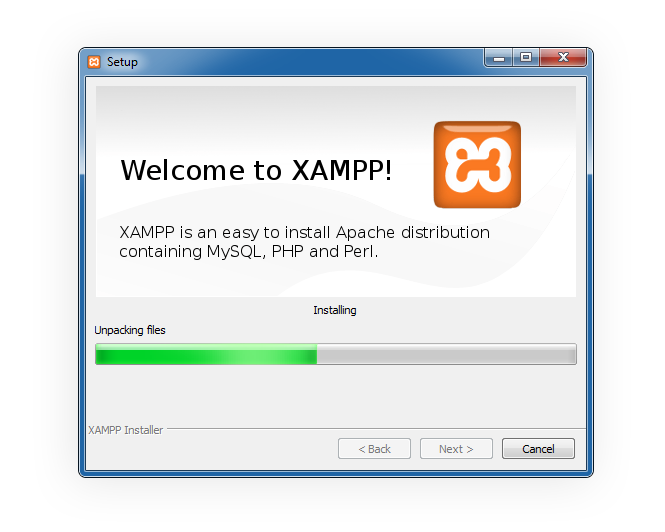 Setup
Welcome to XAMPP!
XAMPP is an easy to install Apache distribution
containing MySQL, PHP and Perl.
Installing
Unpacking files
XAMPP Installer
< Back
Next >
Cancel